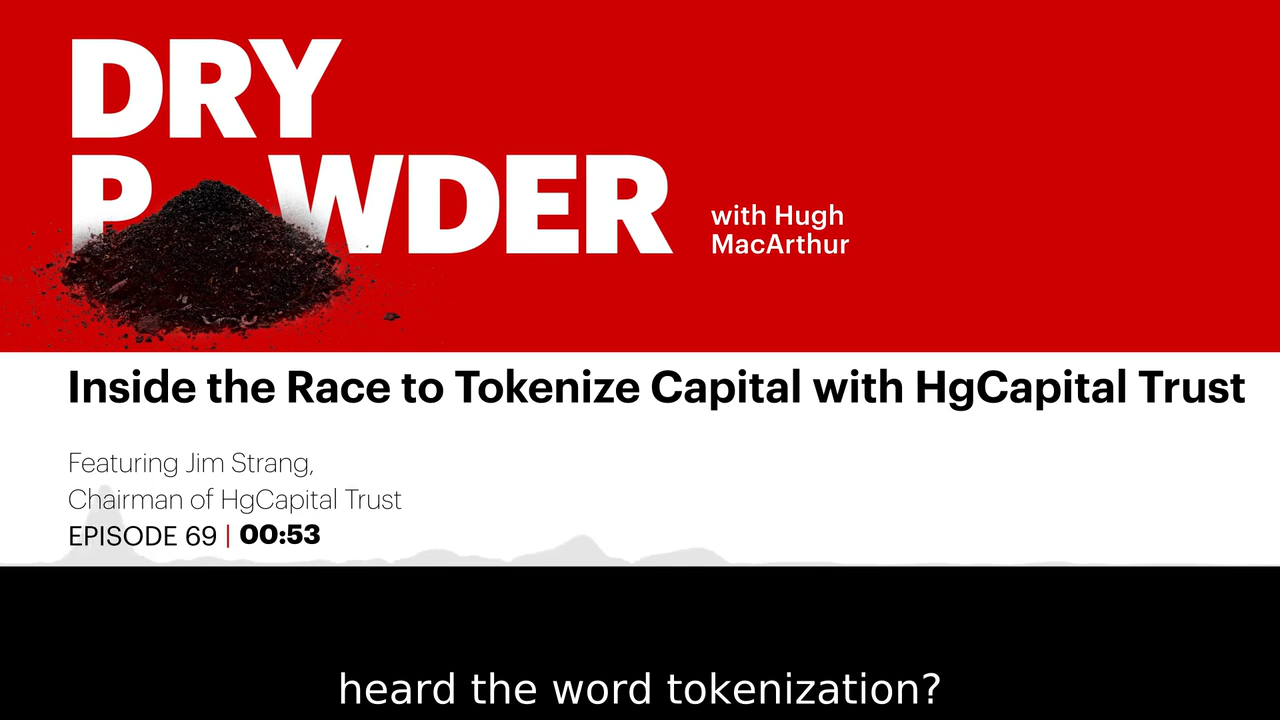 DRY
POWDER
with Hugh
MacArthur
Inside the Race to Tokenize Capital with HgCapital Trust
Featuring Jim Strang,
Chairman of HgCapital Trust
EPISODE 69 | 00:53
heard the word tokenization?